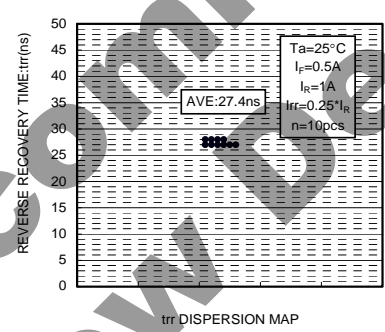 50
45
40
35
30
25
20
15
10
5
0
REVERSE RECOVERY TIME:trr(ns)
Ta=25°C
IF=0.5A
IR=1A
Irr=0.25*IR
n=10pcs
AVE:27.4ns
trr DISPERSION MAP